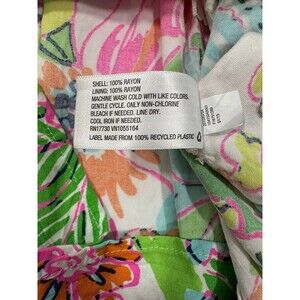 SHELL: 100% RAYON
LINING: 100% RAYON
MACHINE WASH COLD WITH LIKE COLORS.
GENTLE CYCLE. ONLY NON-CHLORINE
BLEACH IF NEEDED. LINE DRY.
COOL IRON IF NEEDED.
RN17730 VN1055164
LABEL MADE FROM 100% RECYCLED PLASTIC